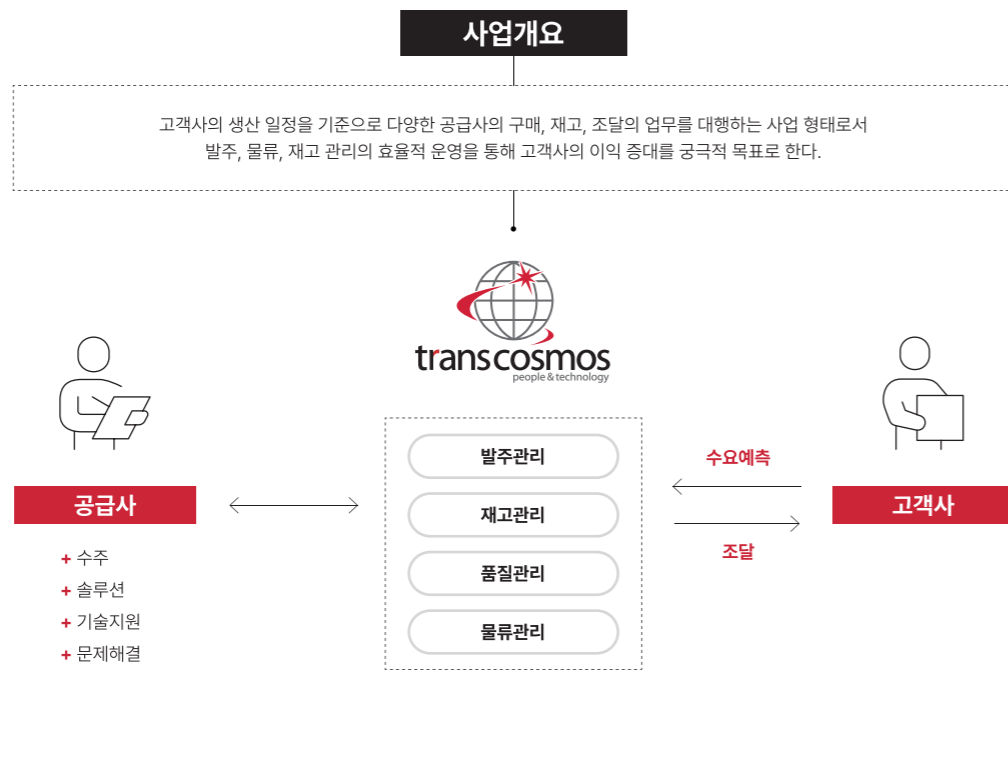 사업개요
고객사의 생산 일정을 기준으로 다양한 공급사의 구매, 재고, 조달의 업무를 대행하는 사업 형태로서
발주, 물류, 재고 관리의 효율적 운영을 통해 고객사의 이익 증대를 궁극적 목표로 한다.
transcosmos
people & technology
공급사
+ 수주
+ 솔루션
+ 기술지원
+ 문제해결
발주관리
재고관리
품질관리
물류관리
수요예측
조달
고객사